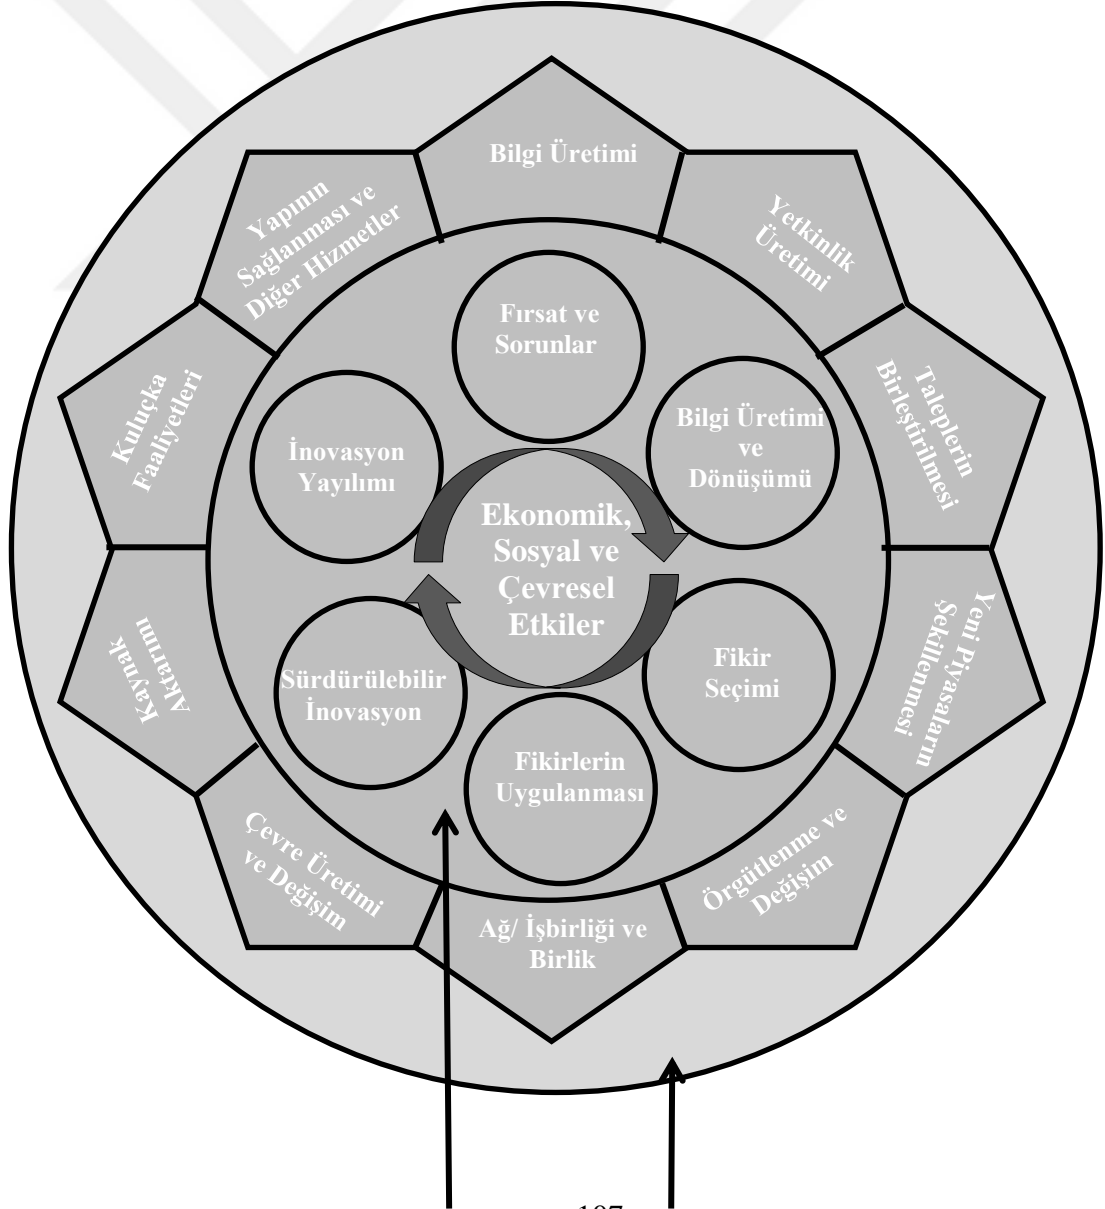 Bilgi Üretimi
Yetkinlik
Üretimi
Taleplerin
Birleştirilmesi
Yeni Piyasaların
Şekillenmesi
Örgütlenme ve
Değişim
Ağ/ İşbirliği ve
Birlik
Çevre Üretimi
ve Değişim
Kaynak
Aktarımı
Kuluçka
Faaliyetleri
Yapının
Sağlanması ve
Diğer Hizmetler
Fırsat ve
Sorunlar
Bilgi Üretimi
ve
Dönüşümü
Fikir
Seçimi
Fikirlerin
Uygulanması
Sürdürülebilir
İnovasyon
İnovasyon
Yayılımı
Ekonomik,
Sosyal ve
Çevresel
Etkiler